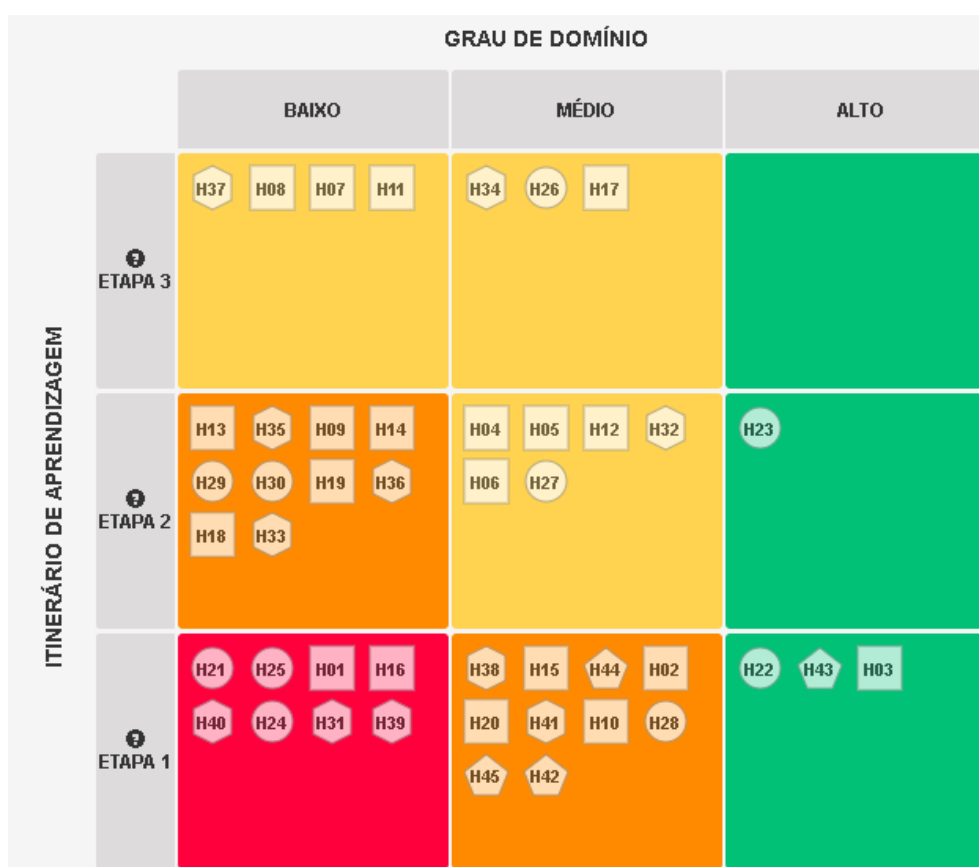 GRAU DE DOMÍNIO
BAIXO MÉDIO ALTO
ITINERÁRIO DE APRENDIZAGEM
?
ETAPA 3
H37 H08 H07 H11
H34 H26 H17
?
ETAPA 2
H13 H35 H09 H14
H29 H30 H19 H36
H18 H33
H04 H05 H12 H32
H06 H27
H23
?
ETAPA 1
H21 H25 H01 H16
H40 H24 H31 H39
H38 H15 H44 H02
H20 H41 H10 H28
H45 H42
H22 H43 H03